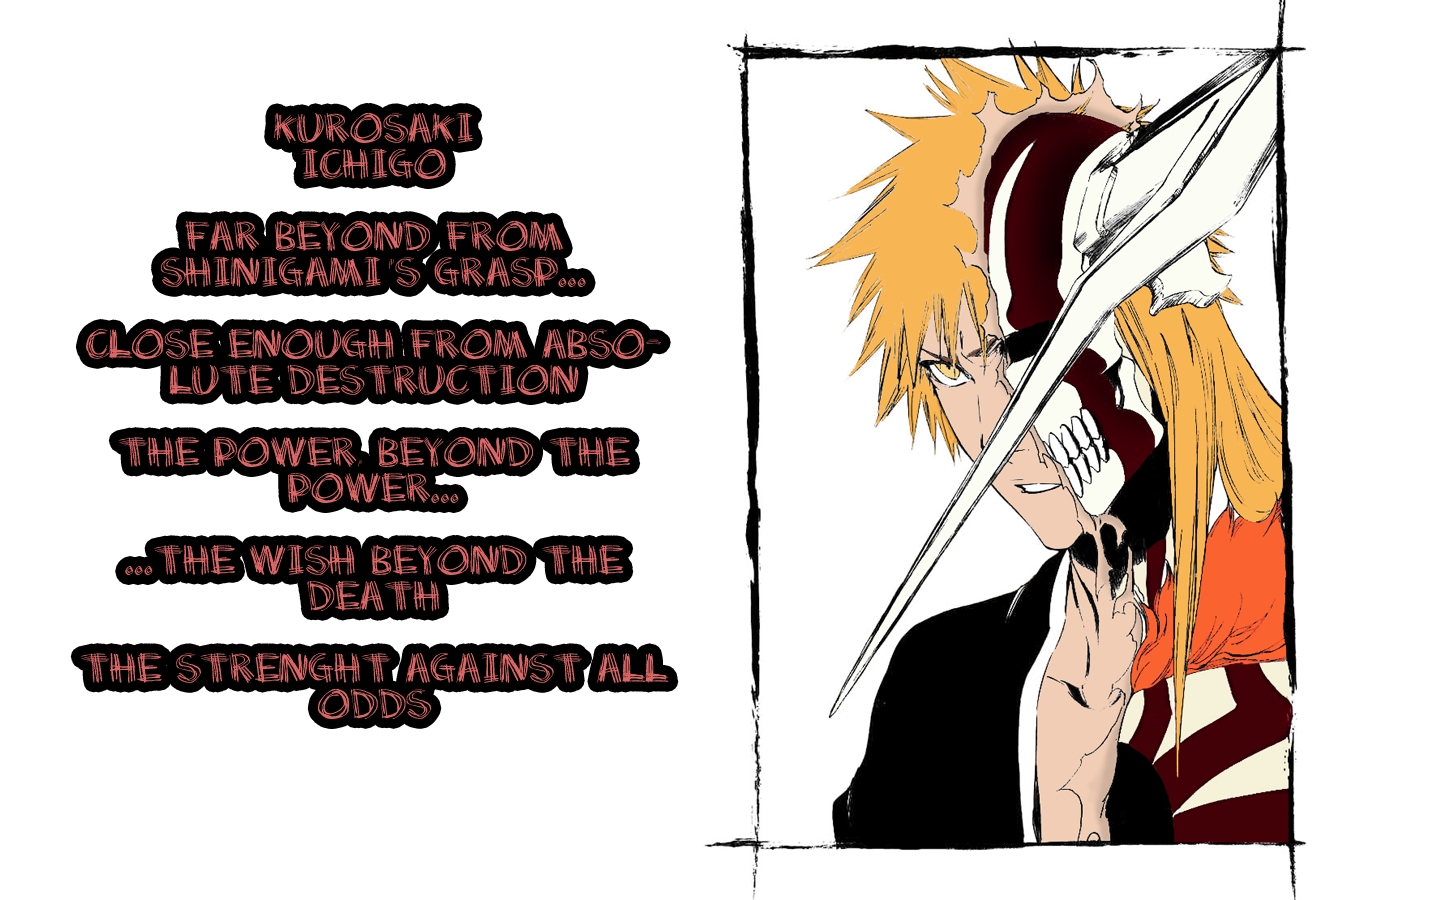 KUROSAKI
ICHIGO
FAR BEYOND FROM
SHINIGAMI'S GRASP...
CLOSE ENOUGH FROM ABSO-
LUTE DESTRUCTION
THE POWER, BEYOND THE
POWER...
...THE WISH BEYOND THE
DEATH
THE STRENGHT AGAINST ALL
ODDS